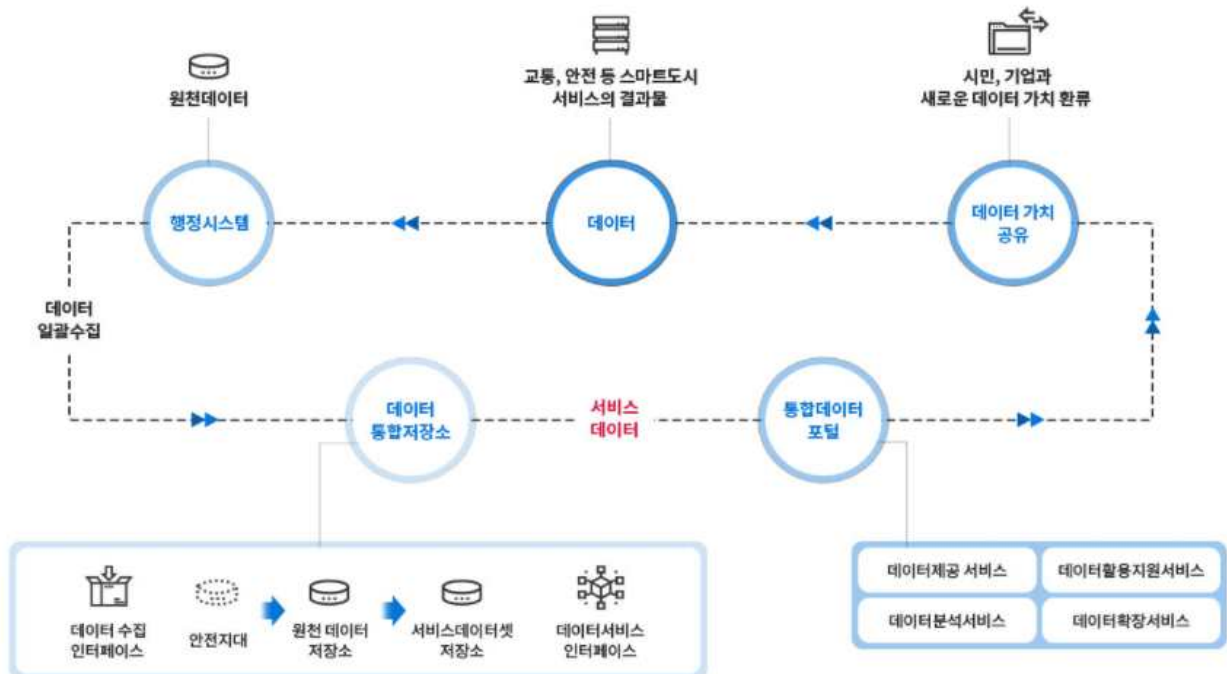 원천데이터
교통, 안전 등 스마트도시
서비스의 결과물
시민, 기업과
새로운 데이터 가치 환류
행정시스템
데이터
데이터 가치
공유
데이터
일괄수집
데이터
통합저장소
서비스
데이터
통합데이터
포털
데이터 수집
인터페이스
안전지대
원천 데이터
저장소
서비스데이터셋
저장소
데이터서비스
인터페이스
데이터제공 서비스
데이터활용지원서비스
데이터분석서비스
데이터확장서비스